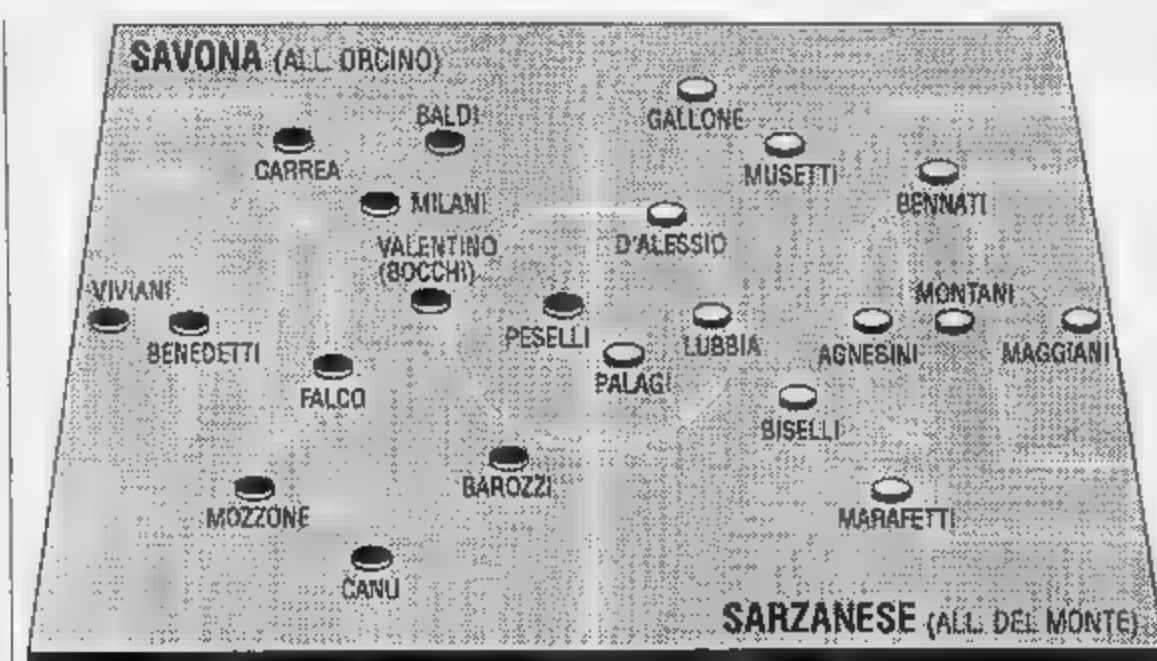 SAVONA (ALL. ORCINO)
GALLONE
BALDI
CARREA
MUSETTI
MILANI
BENNATI
D'ALESSIO
VALENTINO
(BOCCHI)
VIVIANI
MONTANI
BENEDETTI
PESELLI
LUBBIA
AGNESINI
MAGGIANI
PALAGI
FALCO
BISELLI
BAROZZI
MOZZONE
MARAFETTI
CANU
SARZANESE (ALL. DEL MONTE)